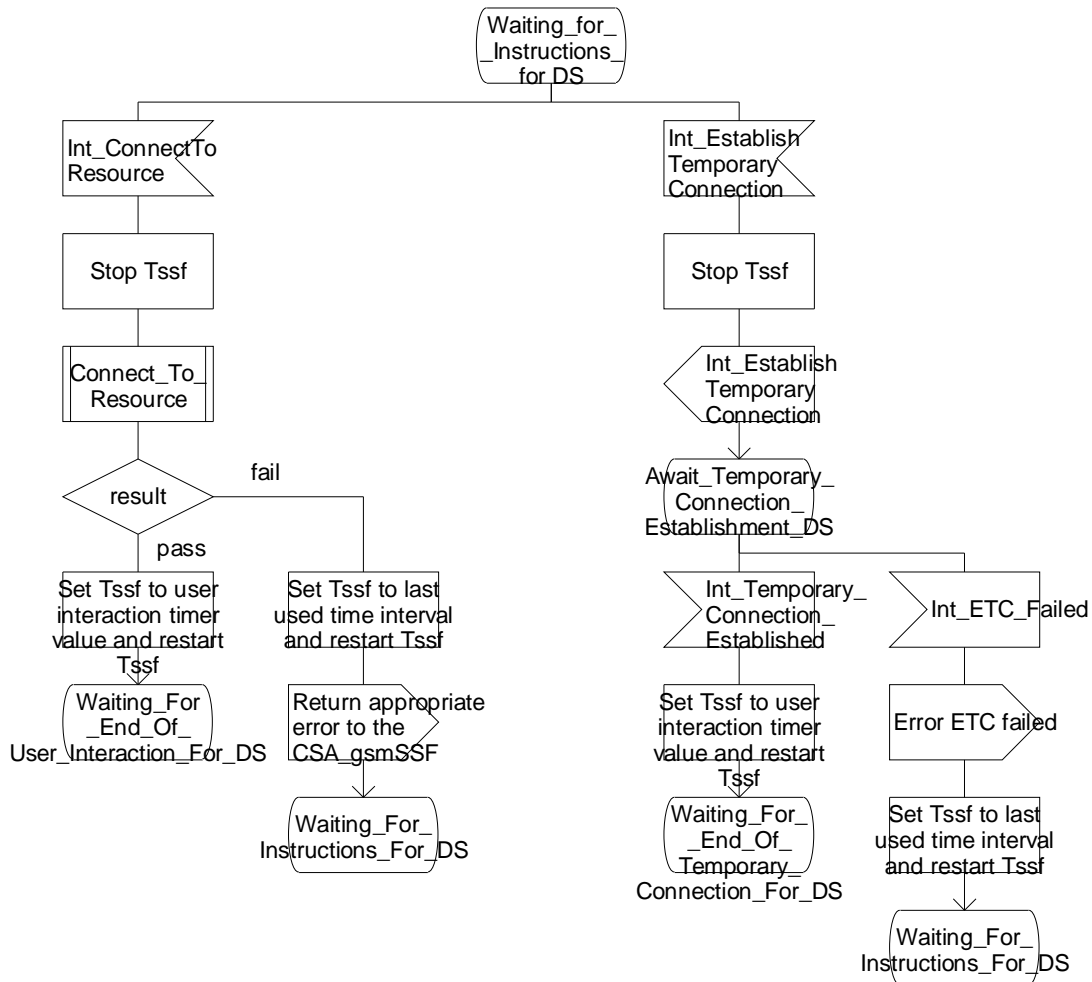 Waiting_for_
_Instructions_
for DS
Int_ConnectTo
Resource
Int_Establish
Temporary
Connection
Stop Tssf
Stop Tssf
Connect_To_
Resource
Int_Establish
Temporary
Connection
result
fail
pass
Await_Temporary_
Connection_
Establishment_DS
Set Tssf to user
interaction timer
value and restart
Tssf
Set Tssf to last
used time interval
and restart Tssf
Int_Temporary_
Connection_
Established
Int_ETC_Failed
Waiting_For
_End_Of_
User_Interaction_For_DS
Return appropriate
error to the
CSA_gsmSSF
Set Tssf to user
interaction timer
value and restart
Tssf
Error ETC failed
Waiting_For_
Instructions_For_DS
Waiting_For_
_End_Of_
Temporary_
Connection_For_DS
Set Tssf to last
used time interval
and restart Tssf
Waiting_For_
Instructions_For_DS